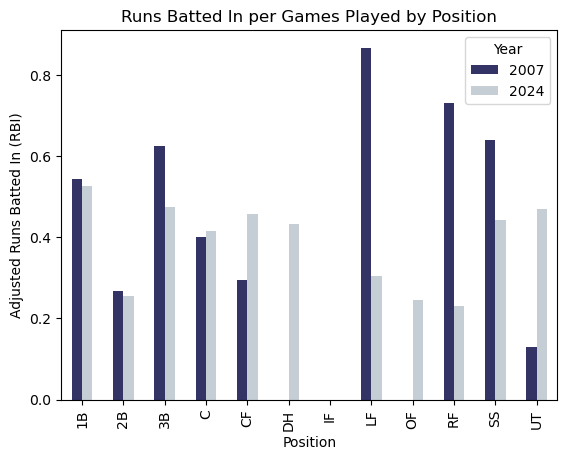 Runs Batted In per Games Played by Position
Year
2007
2024
Adjusted Runs Batted In (RBI)
0.8
0.6
0.4
0.2
0.0
1B 2B 3B C CF DH IF LF OF RF SS UT
Position